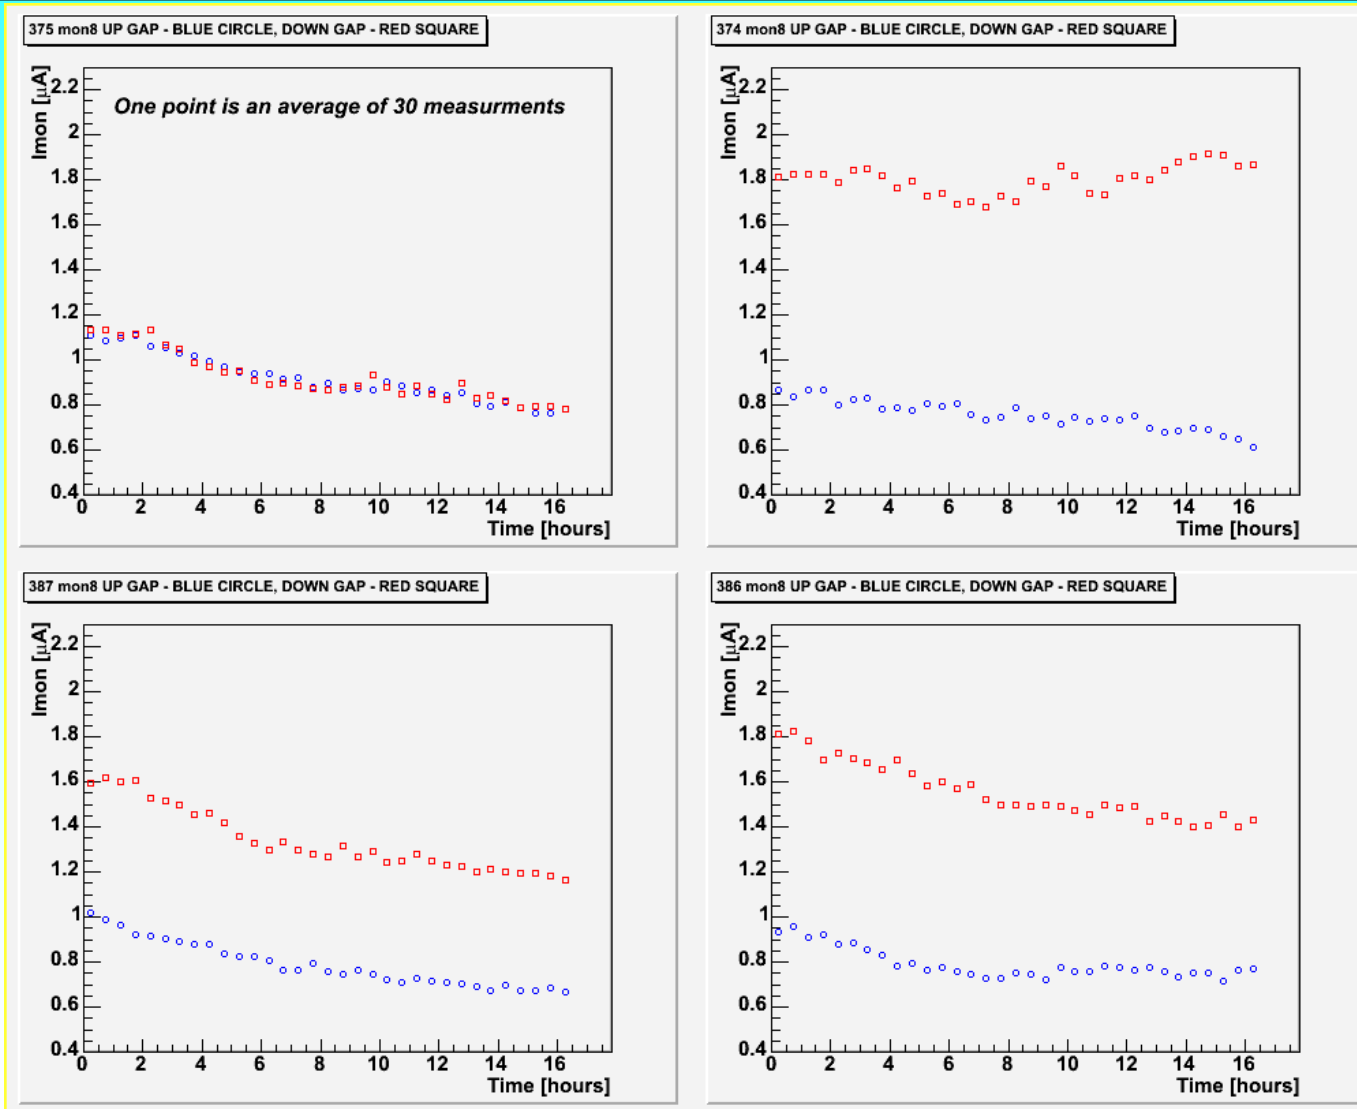 375 mon8 UP GAP - BLUE CIRCLE, DOWN GAP - RED SQUARE
Imon [μA]
One point is an average of 30 measurments
2.2
2
1.8
1.6
1.4
1.2
1
0.8
0.6
0.4
0 2 4 6 8 10 12 14 16
Time [hours]
374 mon8 UP GAP - BLUE CIRCLE, DOWN GAP - RED SQUARE
Imon [μA]
2.2
2
1.8
1.6
1.4
1.2
1
0.8
0.6
0.4
0 2 4 6 8 10 12 14 16
Time [hours]
387 mon8 UP GAP - BLUE CIRCLE, DOWN GAP - RED SQUARE
Imon [μA]
2.2
2
1.8
1.6
1.4
1.2
1
0.8
0.6
0.4
0 2 4 6 8 10 12 14 16
Time [hours]
386 mon8 UP GAP - BLUE CIRCLE, DOWN GAP - RED SQUARE
Imon [μA]
2.2
2
1.8
1.6
1.4
1.2
1
0.8
0.6
0.4
0 2 4 6 8 10 12 14 16
Time [hours]